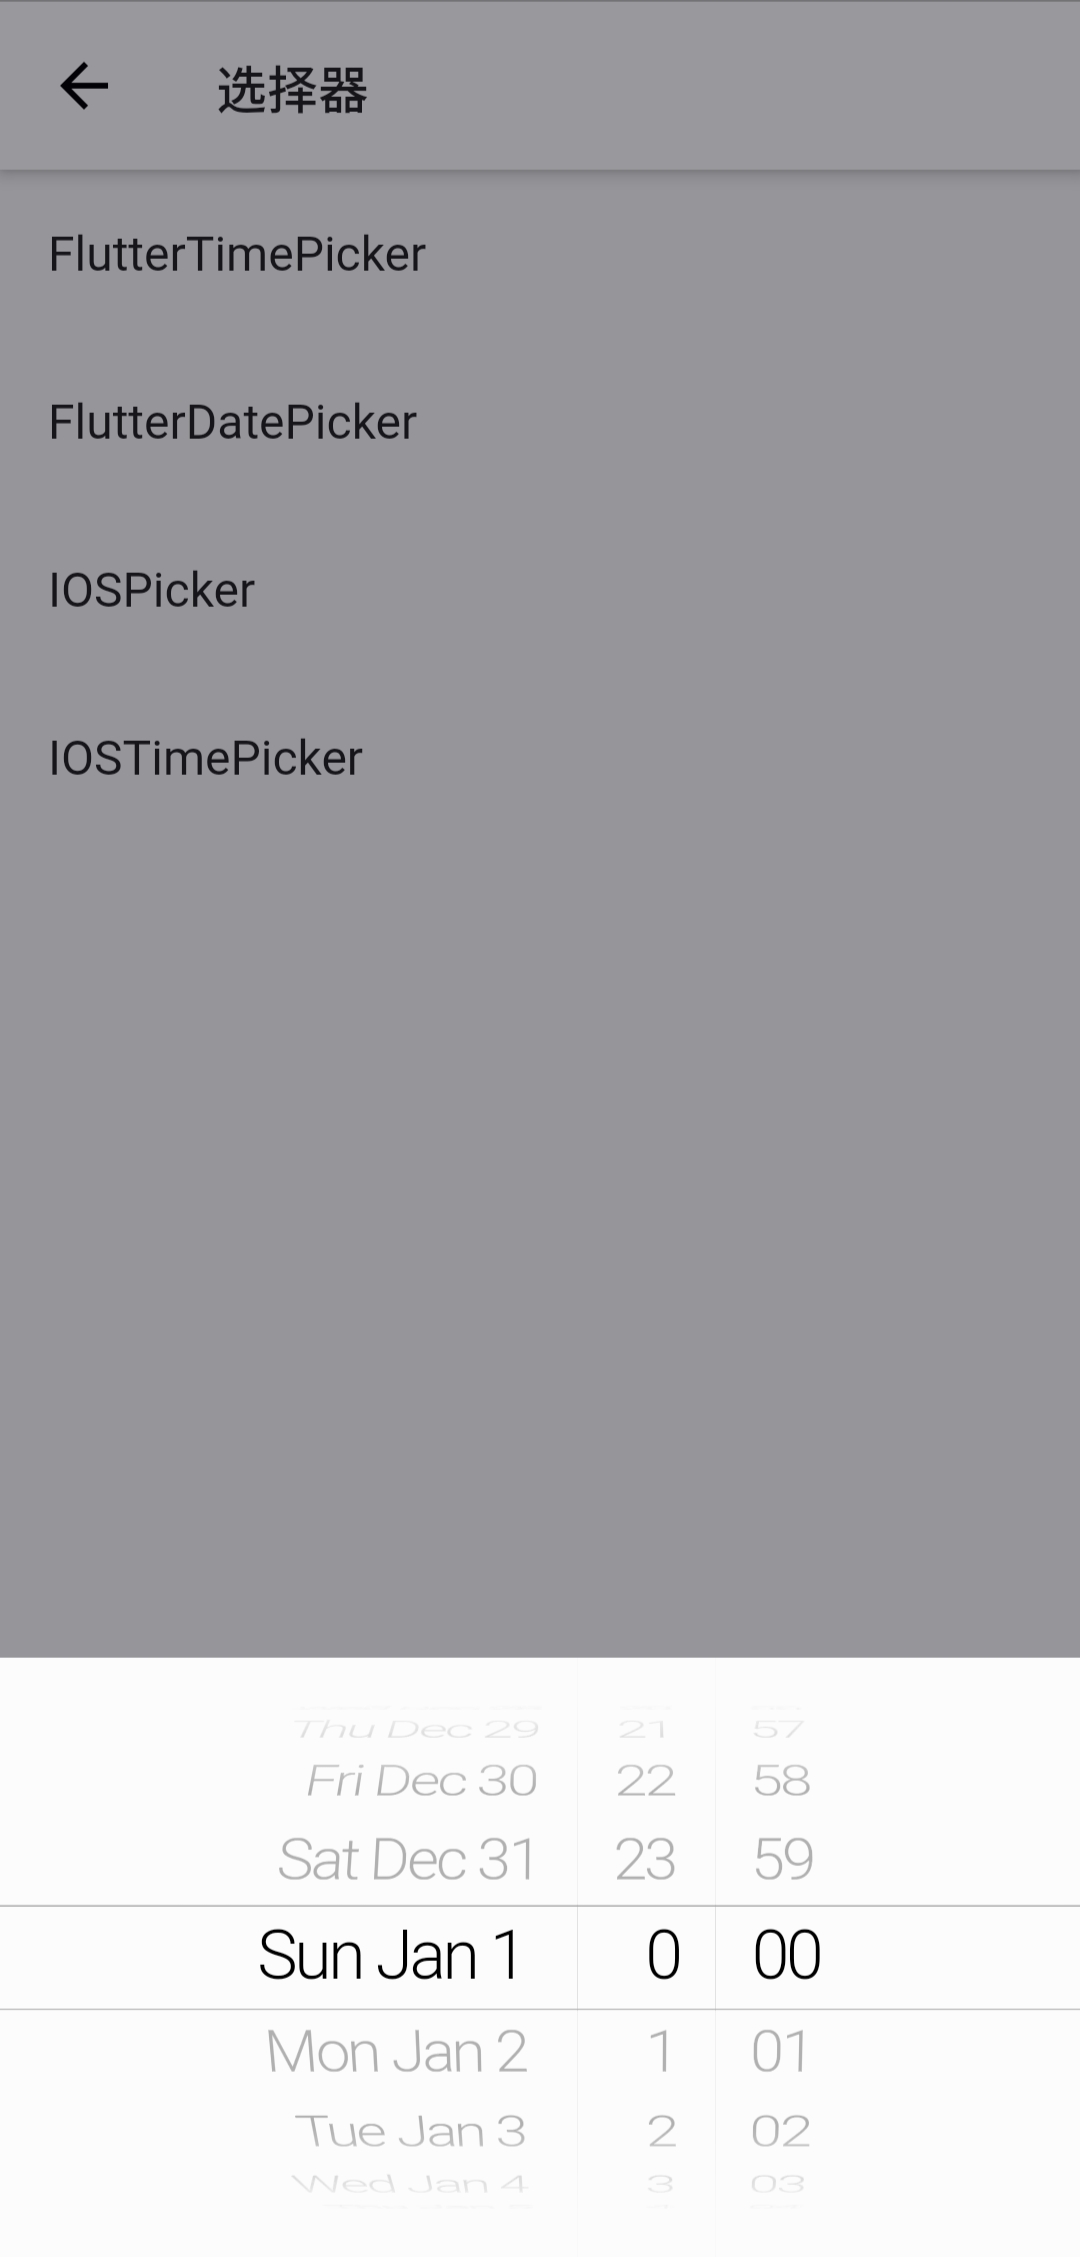 选择器
FlutterTimePicker
FlutterDatePicker
IOSPicker
IOSTimePicker
Thu Dec 29 21 57
Fri Dec 30 22 58
Sat Dec 31 23 59
Sun Jan 1 0 00
Mon Jan 2 1 01
Tue Jan 3 2 02
Wed Jan 4 3 03